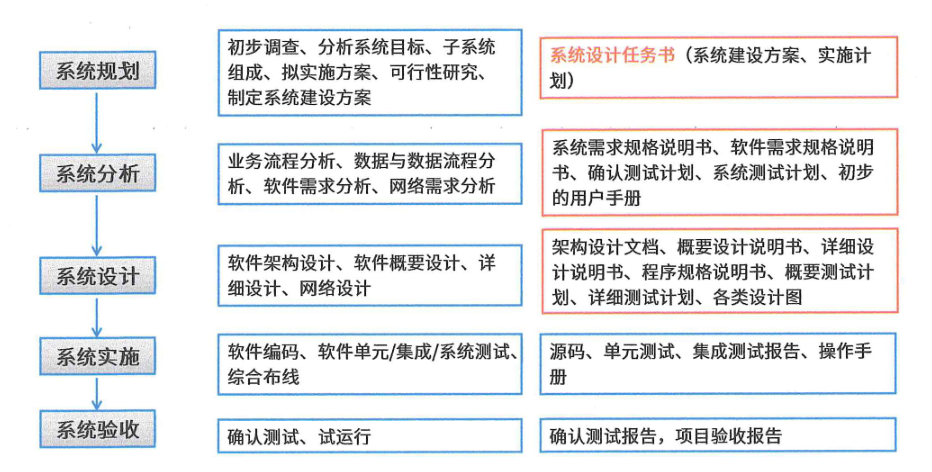 系统规划
初步调查、分析系统目标、子系统
组成、拟实施方案、可行性研究、
制定系统建设方案
系统设计任务书（系统建设方案、实施计
划）
系统分析
业务流程分析、数据与数据流程分
析、软件需求分析、网络需求分析
系统需求规格说明书、软件需求规格说明
书、确认测试计划、系统测试计划、初步
的用户手册
系统设计
软件架构设计、软件概要设计、详
细设计、网络设计
架构设计文档、概要设计说明书、详细设
计说明书、程序规格说明书、概要测试计
划、详细测试计划、各类设计图
系统实施
软件编码、软件单元/集成/系统测试、
综合布线
源码、单元测试、集成测试报告、操作手
册
系统验收
确认测试、试运行
确认测试报告，项目验收报告